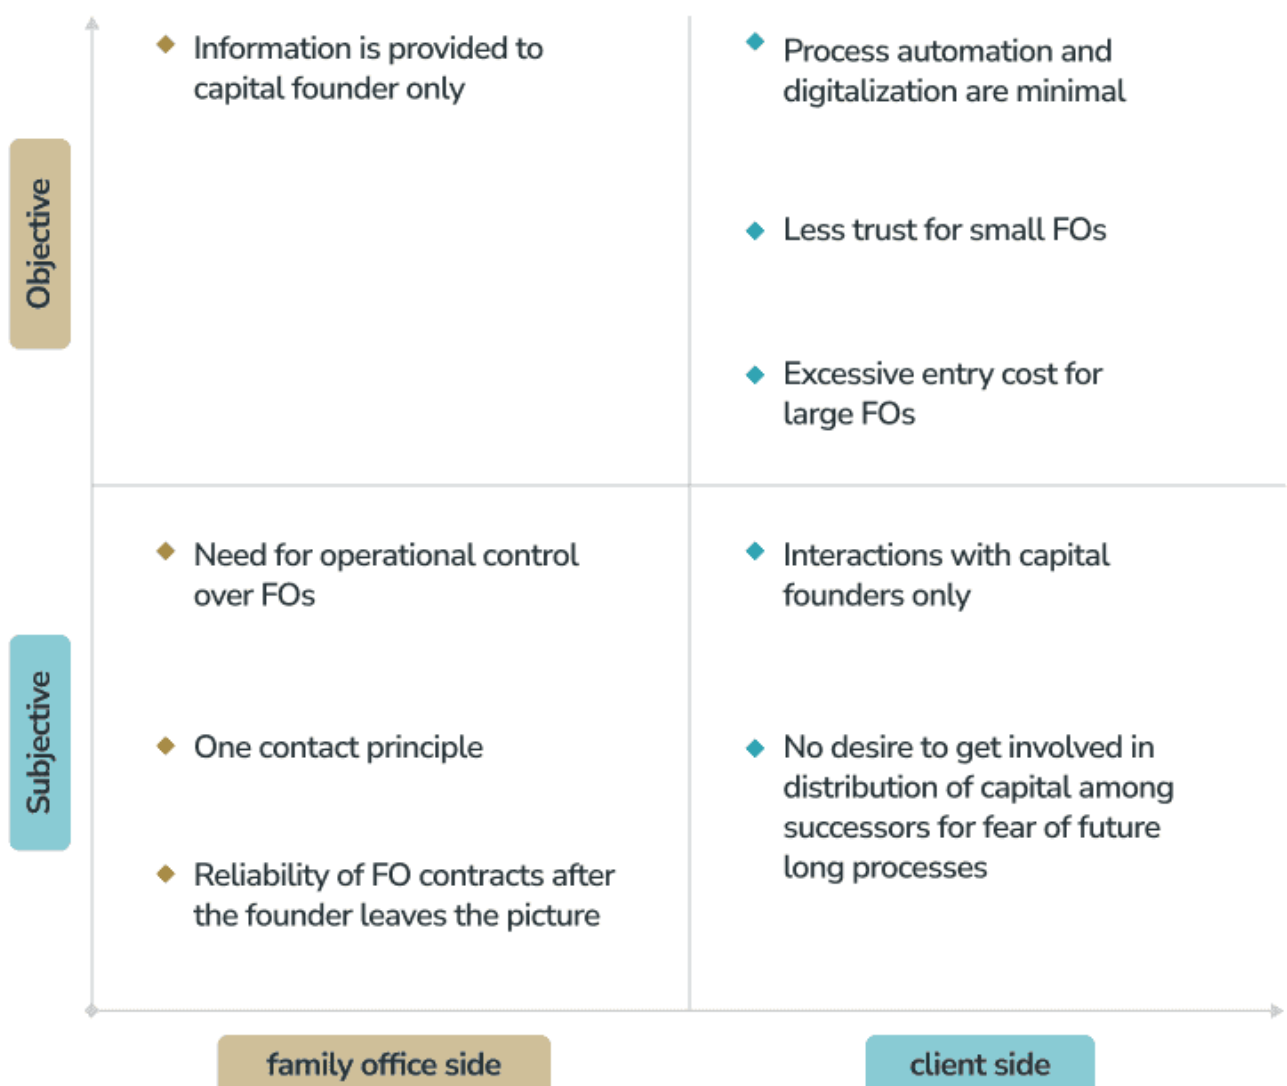 Objective
Information is provided to
capital founder only
Process automation and
digitalization are minimal
Less trust for small FOs
Excessive entry cost for
large FOs
Subjective
Need for operational control
over FOs
One contact principle
Reliability of FO contracts after
the founder leaves the picture
Interactions with capital
founders only
No desire to get involved in
distribution of capital among
successors for fear of future
long processes
family office side
client side